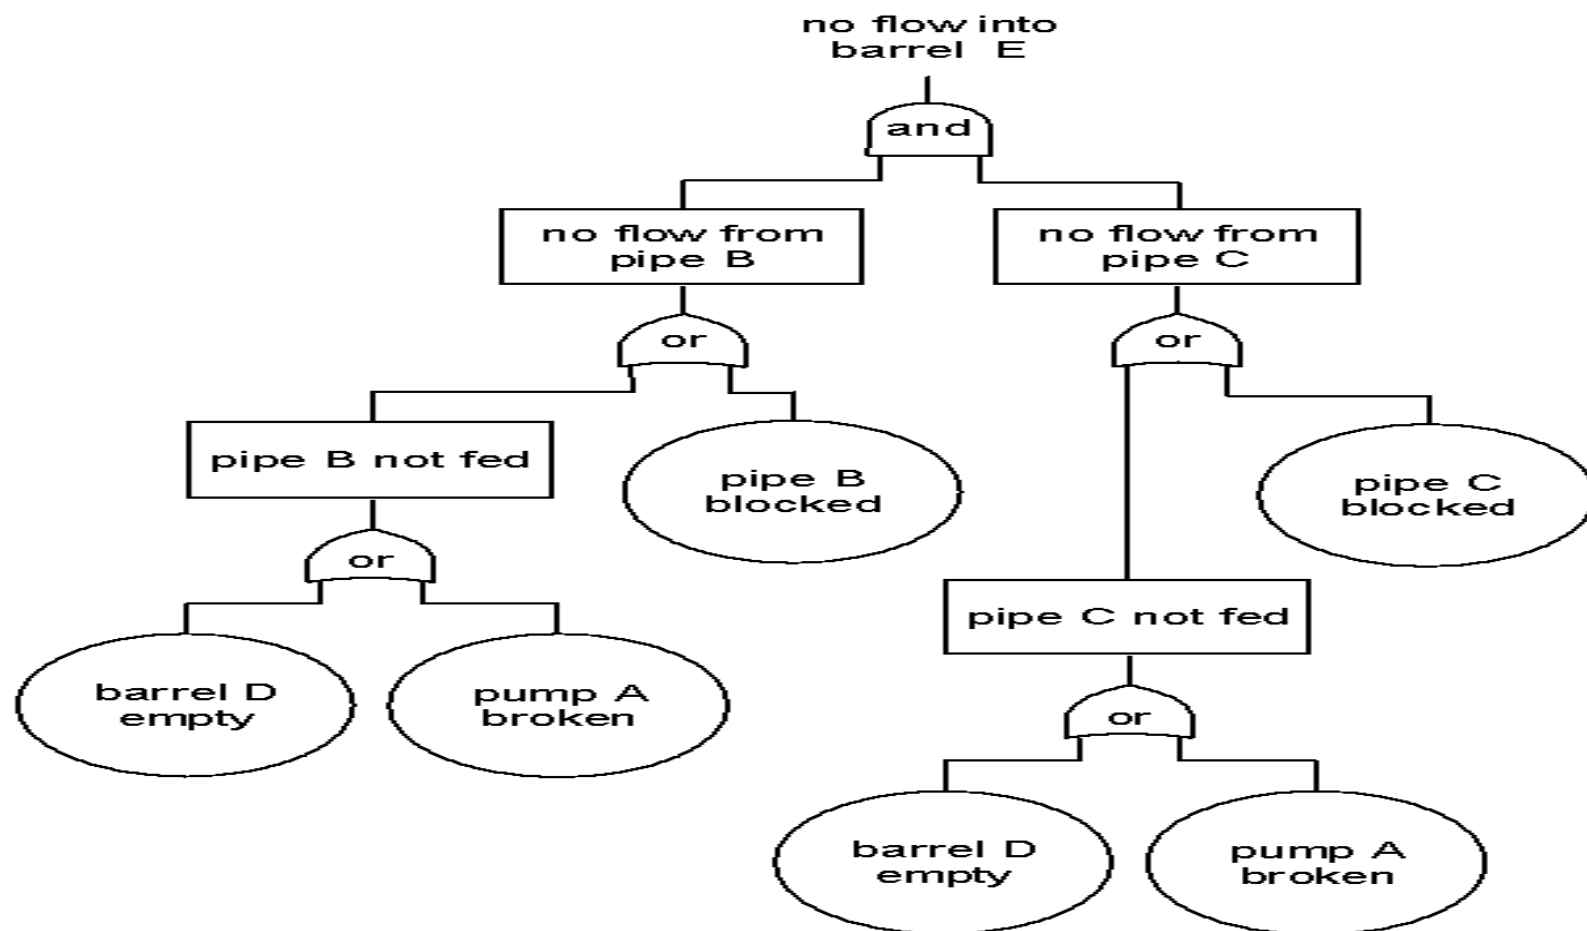 no flow into
barrel E
and
no flow from
pipe B
no flow from
pipe C
or
or
pipe B not fed
pipe B
blocked
pipe C
blocked
or
pipe C not fed
barrel D
empty
pump A
broken
or
barrel D
empty
pump A
broken